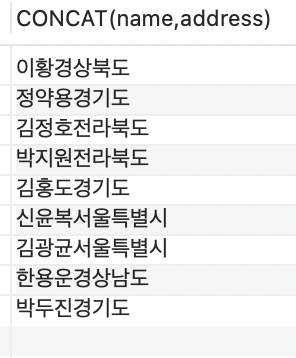 CONCAT(name,address)
이황경상북도
정약용경기도
김정호전라북도
박지원전라북도
김홍도경기도
신윤복서울특별시
김광균서울특별시
한용운경상남도
박두진경기도